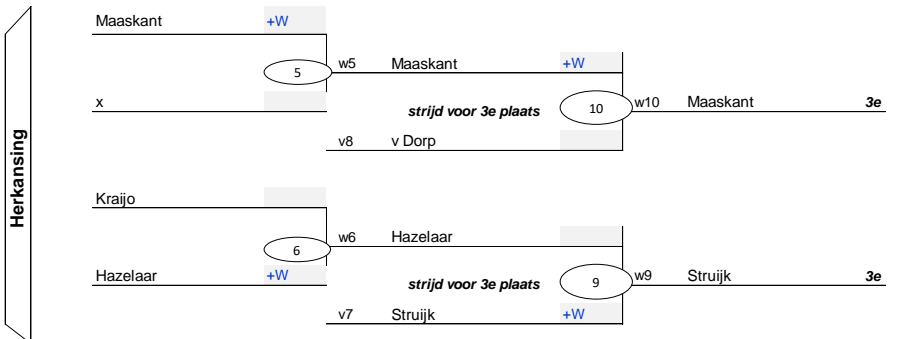 Herkansing
Maaskant +W
5 w5 Maaskant +W
x strijd voor 3e plaats 10 w10 Maaskant 3e
v8 v Dorp
Kraijo
6 w6 Hazelaar
Hazelaar +W strijd voor 3e plaats 9 w9 Struijk 3e
v7 Struijk +W